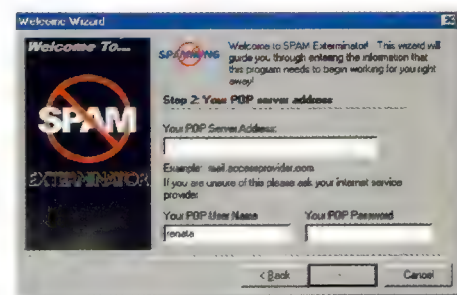 Welcome Wizard
Welcome To...
SPAM
EXTERMINATOR
SPAMMING
Welcome to SPAM Exterminator! This wizard will
guide you through entering the information that
this program needs to begin working for you right
away!
Step 2: Your POP server address
Your POP Server Address:
Example: mail.accessprovider.com
If you are unsure of this please ask your internet service
provider
Your POP User Name
Your POP Password
renata
< Back
Cancel